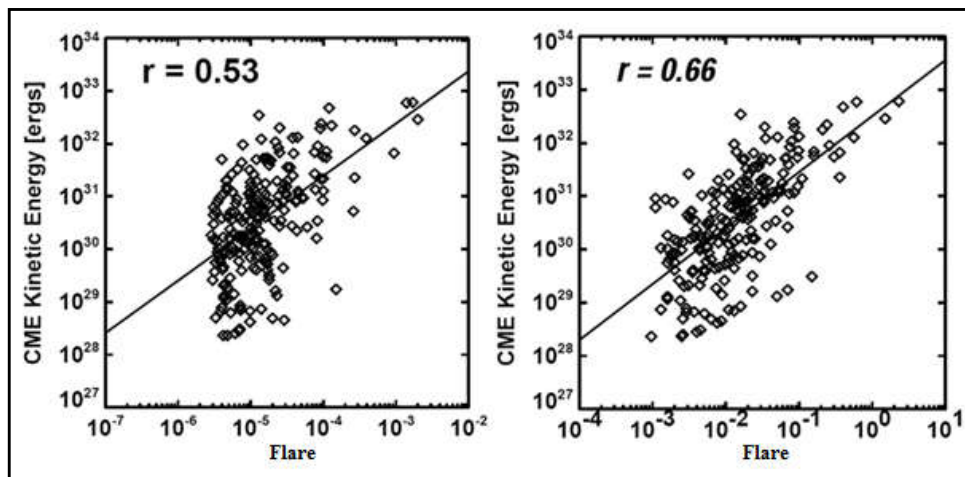 r = 0.53
CME Kinetic Energy [ergs]
10^34
10^33
10^32
10^31
10^30
10^29
10^28
10^27
10^-7 10^-6 10^-5 10^-4 10^-3 10^-2
Flare
r = 0.66
CME Kinetic Energy [ergs]
10^34
10^33
10^32
10^31
10^30
10^29
10^28
10^27
10^-4 10^-3 10^-2 10^-1 10^0 10^1
Flare